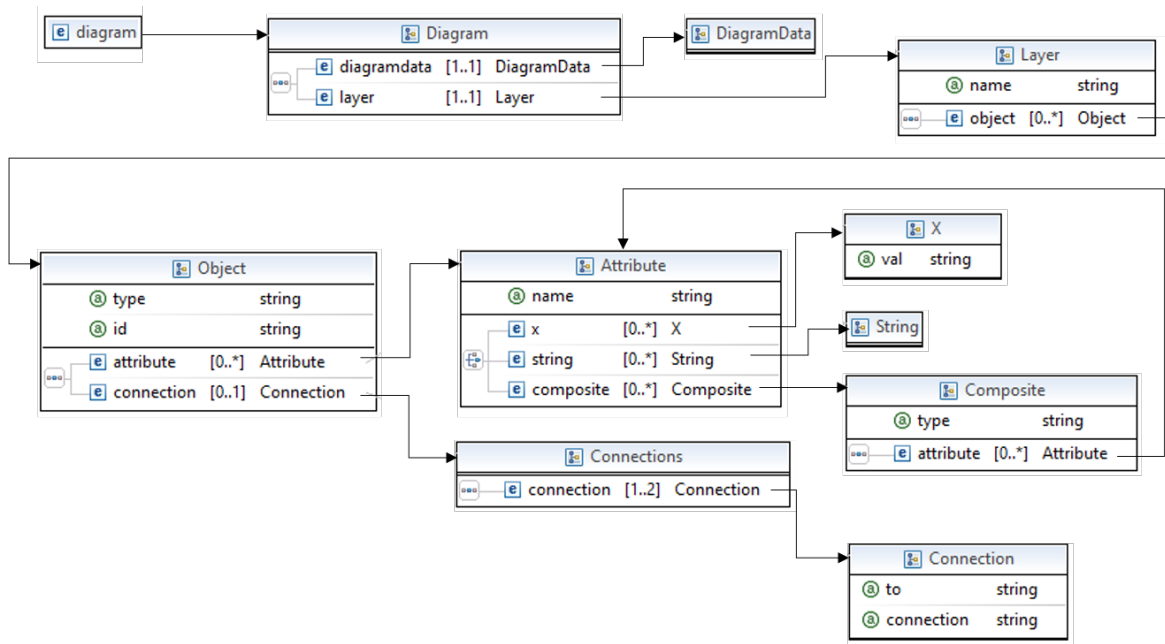 diagram
Diagram
diagramdata [1..1] DiagramData
layer [1..1] Layer
DiagramData
Layer
name string
object [0..*] Object
Object
type string
id string
attribute [0..*] Attribute
connection [0..1] Connection
Attribute
name string
x [0..*] X
string [0..*] String
composite [0..*] Composite
X
val string
String
Composite
type string
attribute [0..*] Attribute
Connections
connection [1..2] Connection
Connection
to string
connection string